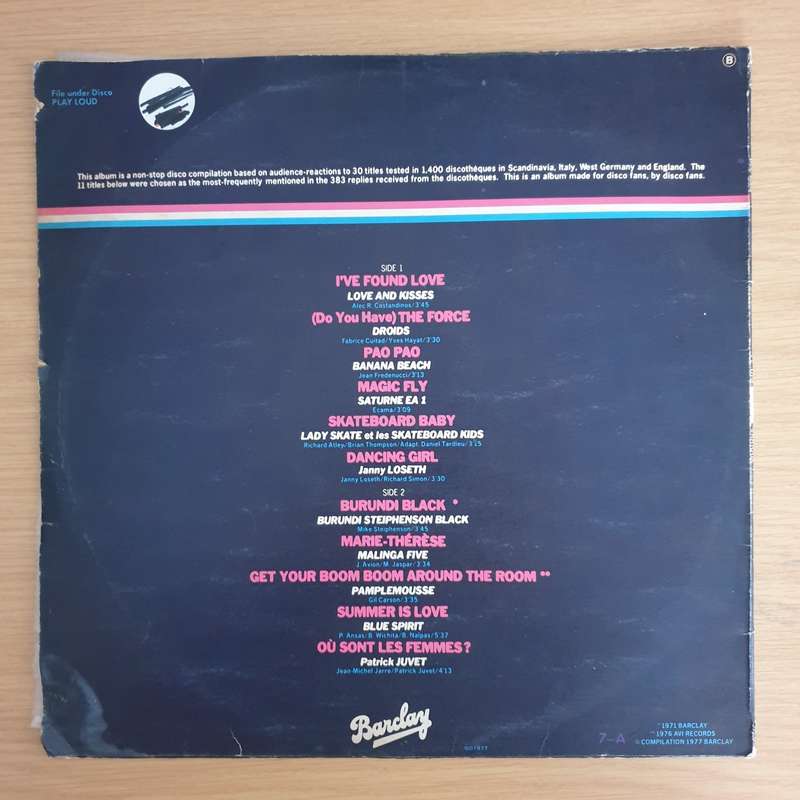 File under Disco
PLAY LOUD
B
This album is a non-stop disco compilation based on audience-reactions to 30 titles tested in 1,400 discothèques in Scandinavia, Italy, West Germany and England. The
11 titles below were chosen as the most-frequently mentioned in the 383 replies received from the discothèques. This is an album made for disco fans, by disco fans.
SIDE 1
I'VE FOUND LOVE
LOVE AND KISSES
Alec R. Costandinos/3'45
(Do You Have) THE FORCE
DROIDS
Fabrice Cuitad/Yves Hayat/3'30
PAO PAO
BANANA BEACH
Jean Fredenucci/3'13
MAGIC FLY
SATURNE EA 1
Ecama/3'09
SKATEBOARD BABY
LADY SKATE et les SKATEBOARD KIDS
Richard Atley/Brian Thompson/Adapt. Daniel Tardieu/3'15
DANCING GIRL
Janny LOSETH
Janny Loseth/Richard Simon/3'30
SIDE 2
BURUNDI BLACK *
BURUNDI STEIPHENSON BLACK
Mike Steiphenson/3'45
MARIE-THÉRÈSE
MALINGA FIVE
J. Avion/M. Jaspar/3'34
GET YOUR BOOM BOOM AROUND THE ROOM **
PAMPLEMOUSSE
Gil Carson/3'35
SUMMER IS LOVE
BLUE SPIRIT
P. Ansas/B. Wichita/B. Nalpas/5'37
OÙ SONT LES FEMMES?
Patrick JUVET
Jean-Michel Jarre/Patrick Juvet/4'13
Barclay
7-A
* 1971 BARCLAY
** 1976 AVI RECORDS
© COMPILATION 1977 BARCLAY